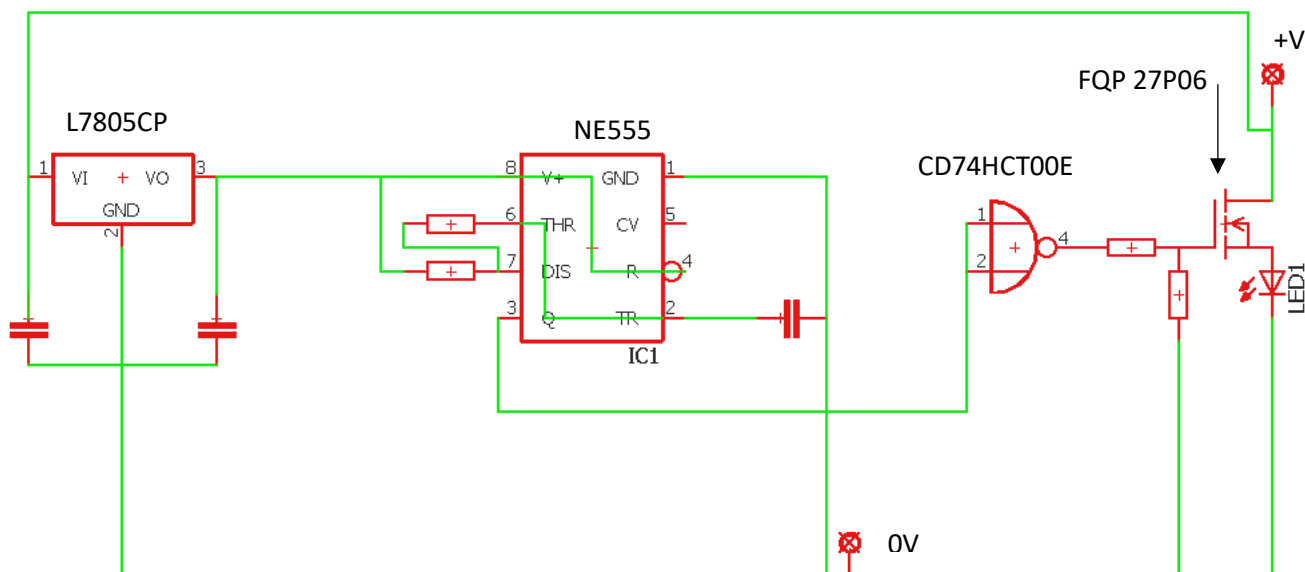 +V
FQP 27P06
L7805CP
NE555
CD74HCT00E
1 VI + VO 3
GND
2
8 V+ GND 1
6 THR CV 5
7 DIS R 4
3 Q TR 2
IC1
1
2
4
LED1
0V